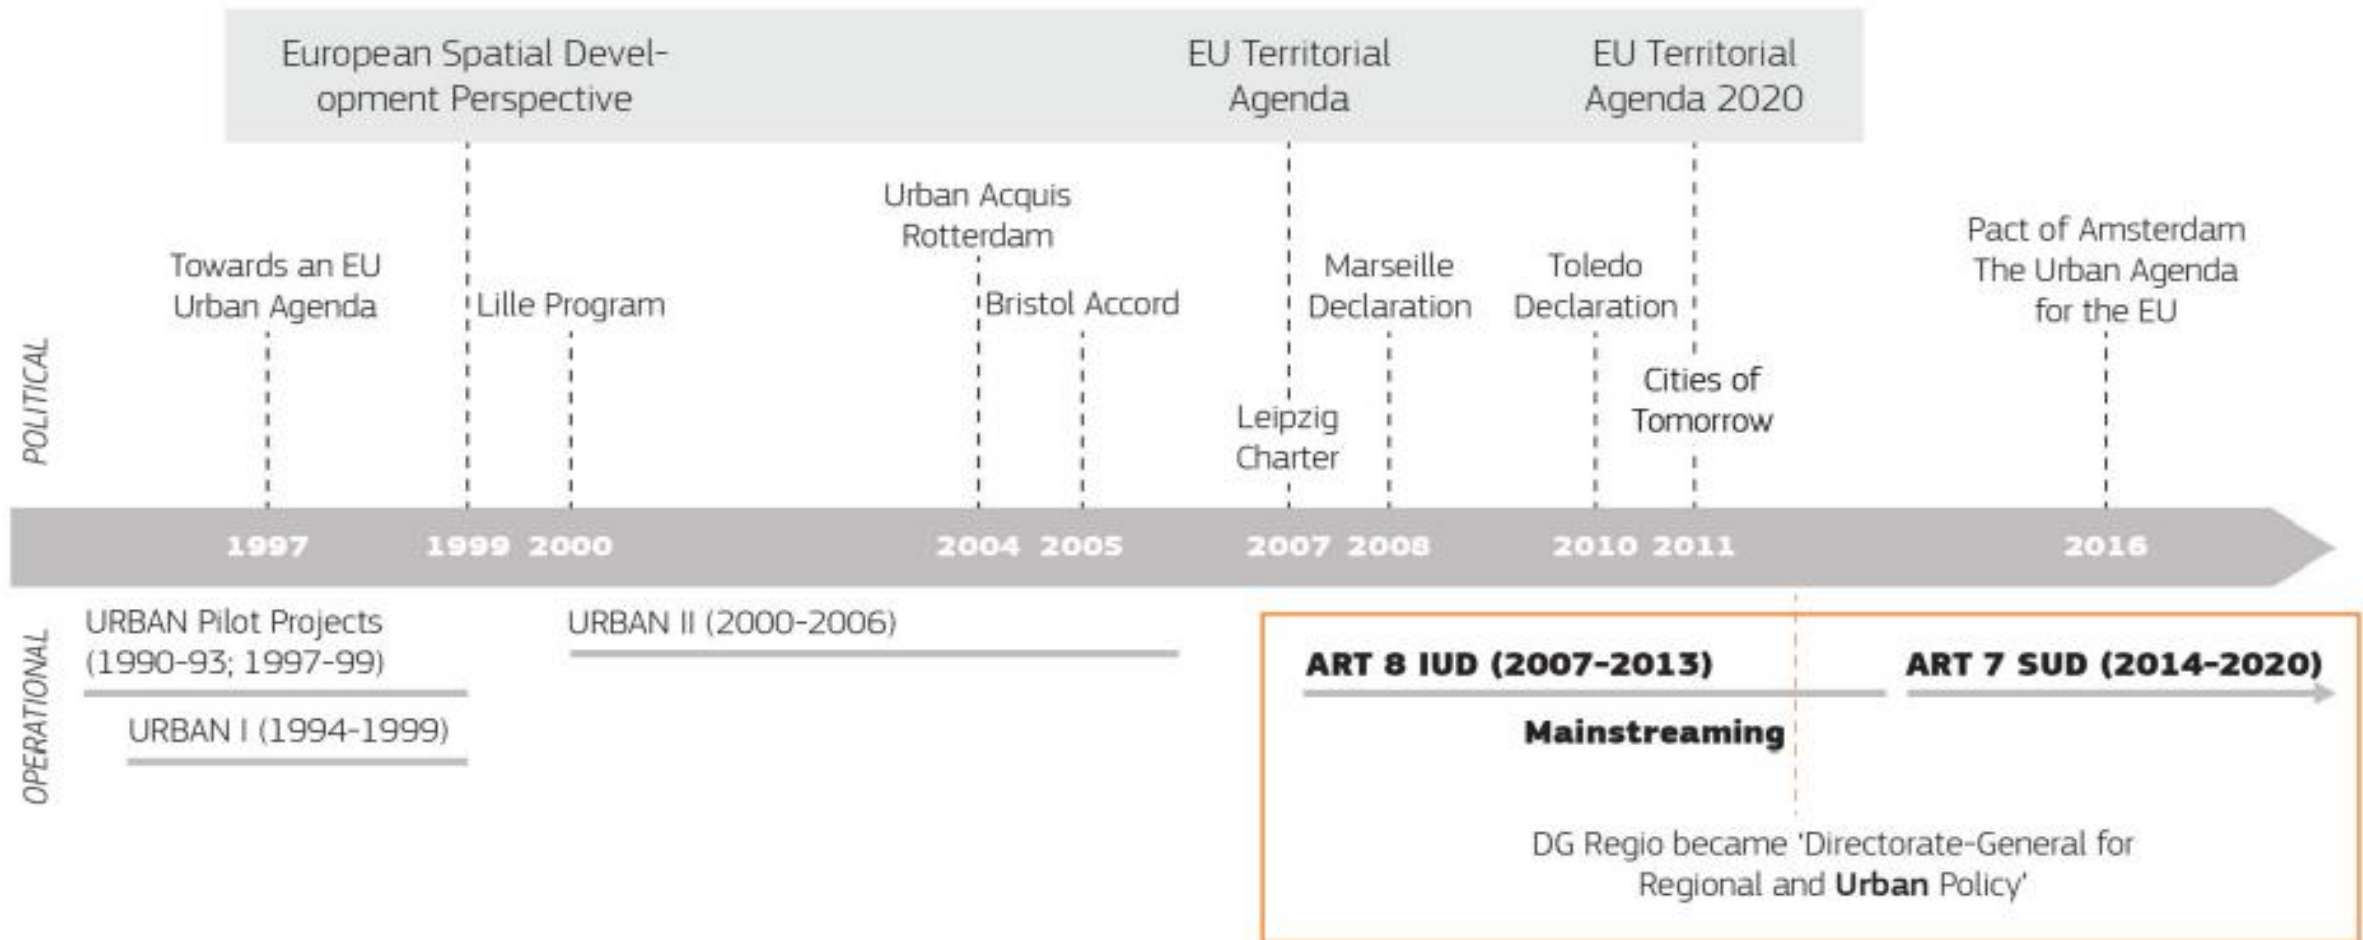 European Spatial Devel-
opment Perspective
EU Territorial
Agenda
EU Territorial
Agenda 2020
Towards an EU
Urban Agenda
Lille Program
Urban Acquis
Rotterdam
Bristol Accord
Leipzig
Charter
Marseille
Declaration
Toledo
Declaration
Cities of
Tomorrow
Pact of Amsterdam
The Urban Agenda
for the EU
POLITICAL
1997
1999
2000
2004
2005
2007
2008
2010
2011
2016
OPERATIONAL
URBAN Pilot Projects
(1990-93; 1997-99)
URBAN I (1994-1999)
URBAN II (2000-2006)
ART 8 IUD (2007-2013)
ART 7 SUD (2014-2020)
Mainstreaming
DG Regio became 'Directorate-General for
Regional and Urban Policy'